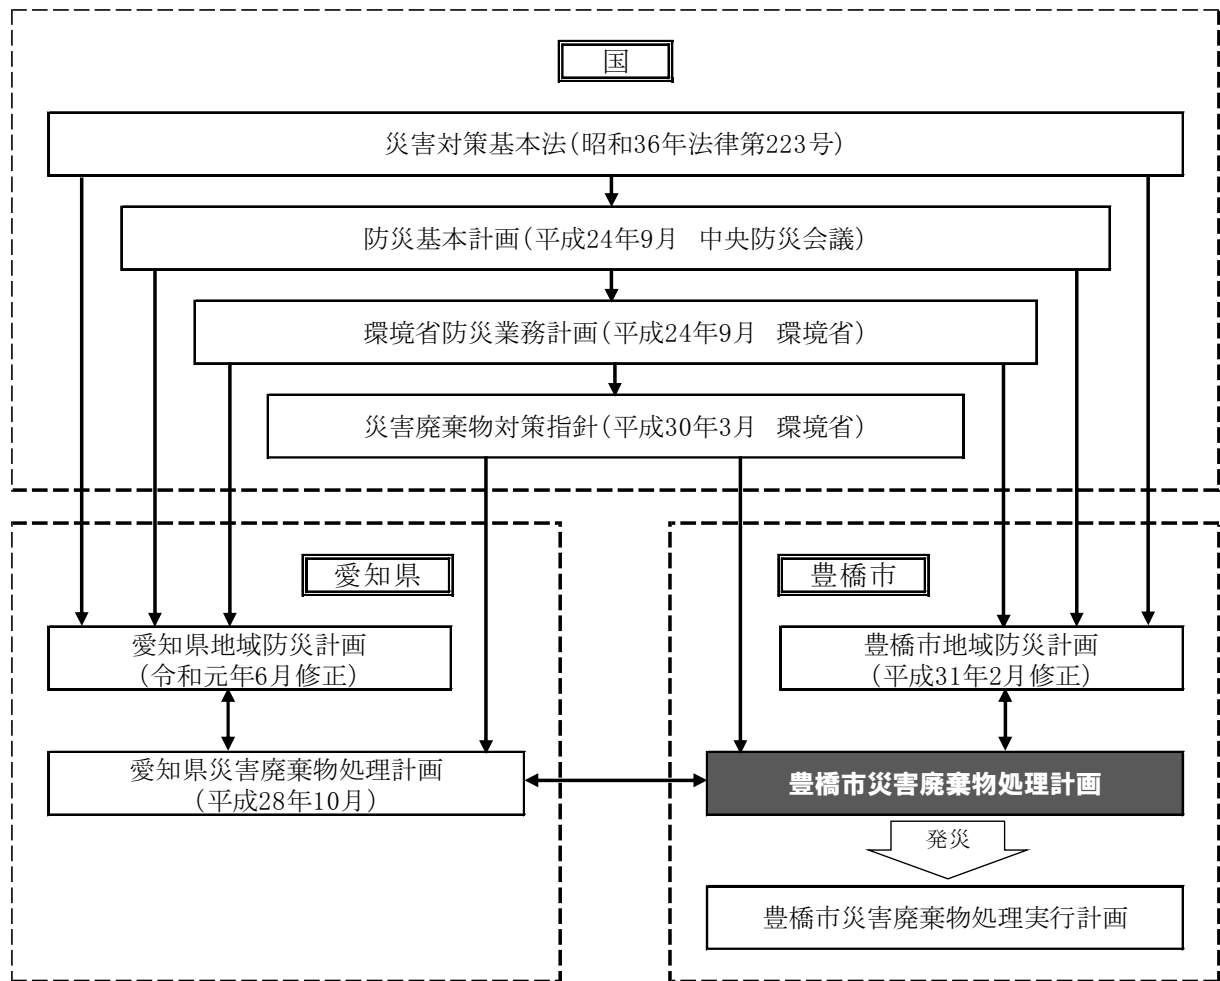 国
災害対策基本法(昭和36年法律第223号)
防災基本計画(平成24年9月　中央防災会議)
環境省防災業務計画(平成24年9月　環境省)
災害廃棄物対策指針(平成30年3月　環境省)
愛知県
愛知県地域防災計画
(令和元年6月修正)
愛知県災害廃棄物処理計画
(平成28年10月)
豊橋市
豊橋市地域防災計画
(平成31年2月修正)
豊橋市災害廃棄物処理計画
発災
豊橋市災害廃棄物処理実行計画